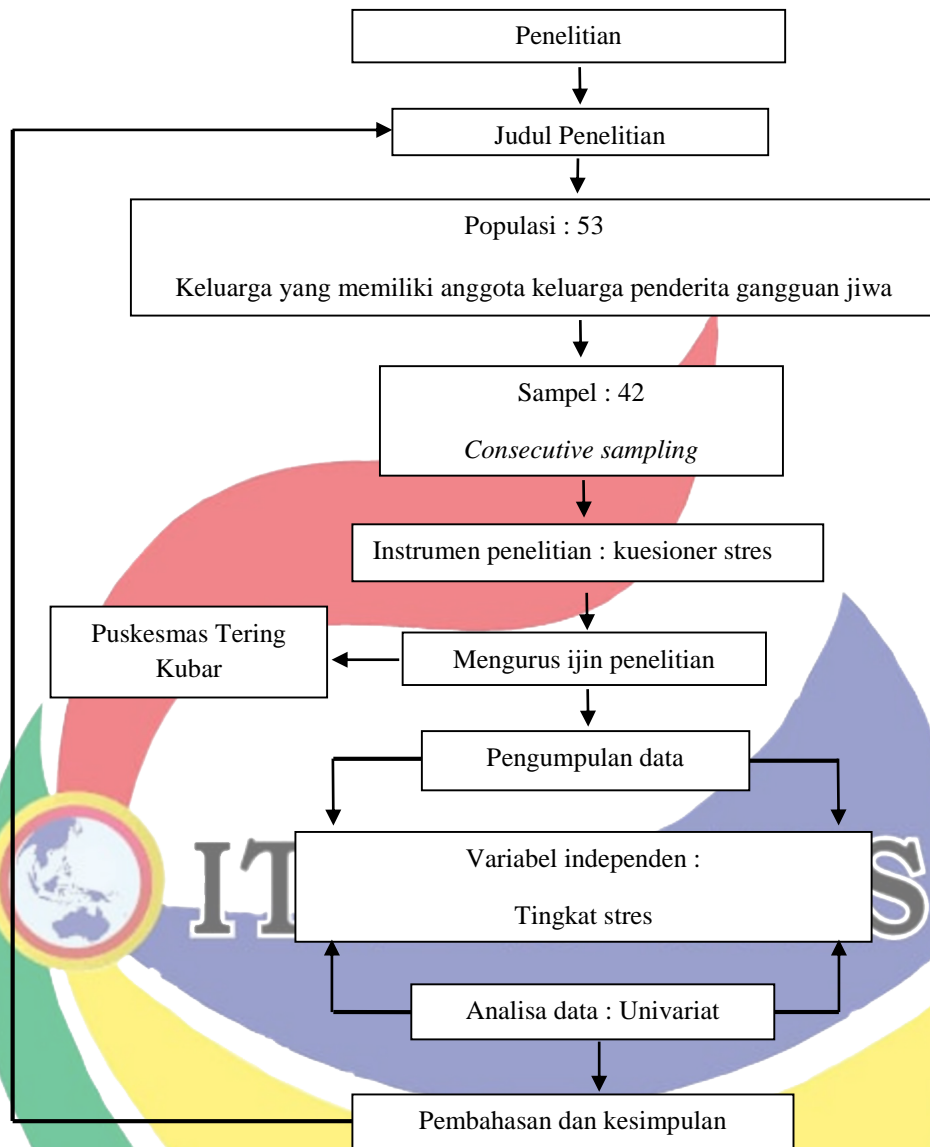 Penelitian
Judul Penelitian
Populasi : 53
Keluarga yang memiliki anggota keluarga penderita gangguan jiwa
Sampel : 42
Consecutive sampling
Instrumen penelitian : kuesioner stres
Puskesmas Tering
Kubar
Mengurus ijin penelitian
Pengumpulan data
Variabel independen :
Tingkat stres
Analisa data : Univariat
Pembahasan dan kesimpulan